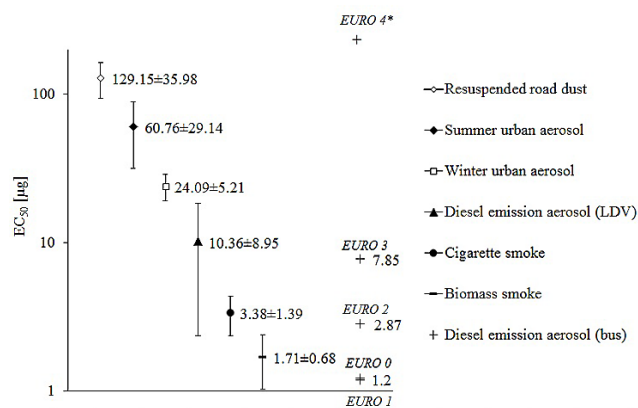 EURO 4*
129.15±35.98
100
Resuspended road dust
60.76±29.14
Summer urban aerosol
24.09±5.21
Winter urban aerosol
EC50 [µg]
10.36±8.95
Diesel emission aerosol (LDV)
10
EURO 3
7.85
Cigarette smoke
3.38±1.39
EURO 2
2.87
Biomass smoke
1.71±0.68
Diesel emission aerosol (bus)
EURO 0
1.2
1
EURO 1